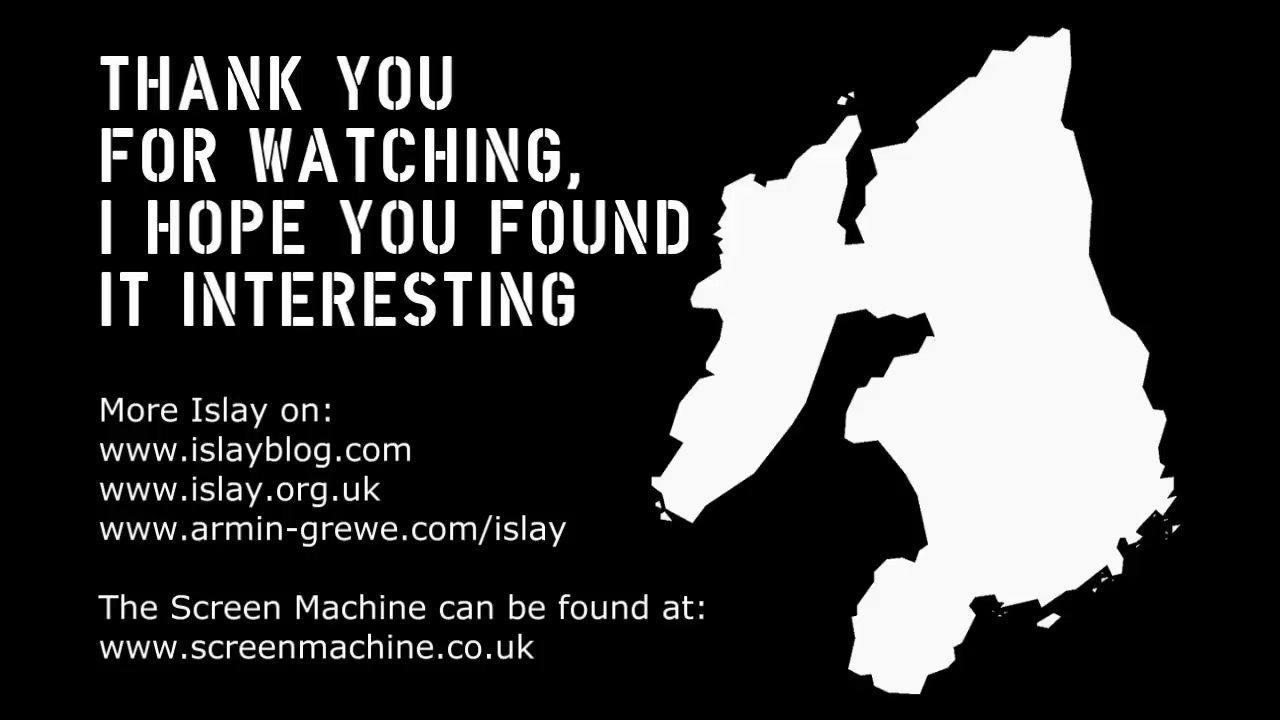 THANK YOU
FOR WATCHING,
I HOPE YOU FOUND
IT INTERESTING
More Islay on:
www.islayblog.com
www.islay.org.uk
www.armin-grewe.com/islay
The Screen Machine can be found at:
www.screenmachine.co.uk